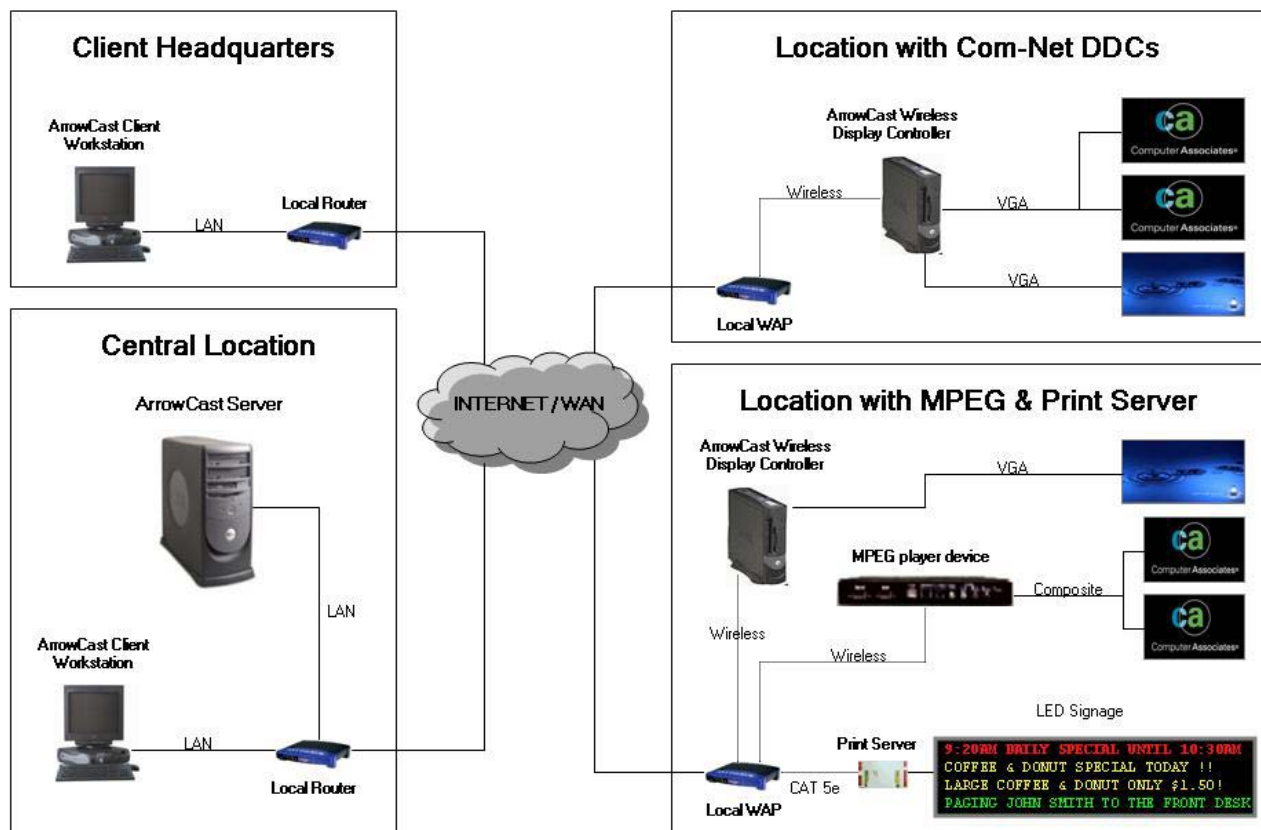 Client Headquarters
ArrowCast Client
Workstation
LAN
Local Router
Central Location
ArrowCast Server
LAN
ArrowCast Client
Workstation
LAN
Local Router
INTERNET / WAN
Location with Com-Net DDCs
ArrowCast Wireless
Display Controller
Wireless
Local WAP
VGA
VGA
ca
Computer Associates®
ca
Computer Associates®
Location with MPEG & Print Server
ArrowCast Wireless
Display Controller
VGA
MPEG player device
Composite
ca
Computer Associates®
ca
Computer Associates®
Wireless
Wireless
LED Signage
Print Server
CAT 5e
Local WAP
9:20AM DAILY SPECIAL UNTIL 10:30AM
COFFEE & DONUT SPECIAL TODAY !!
LARGE COFFEE & DONUT ONLY $1.50!
PAGING JOHN SMITH TO THE FRONT DESK